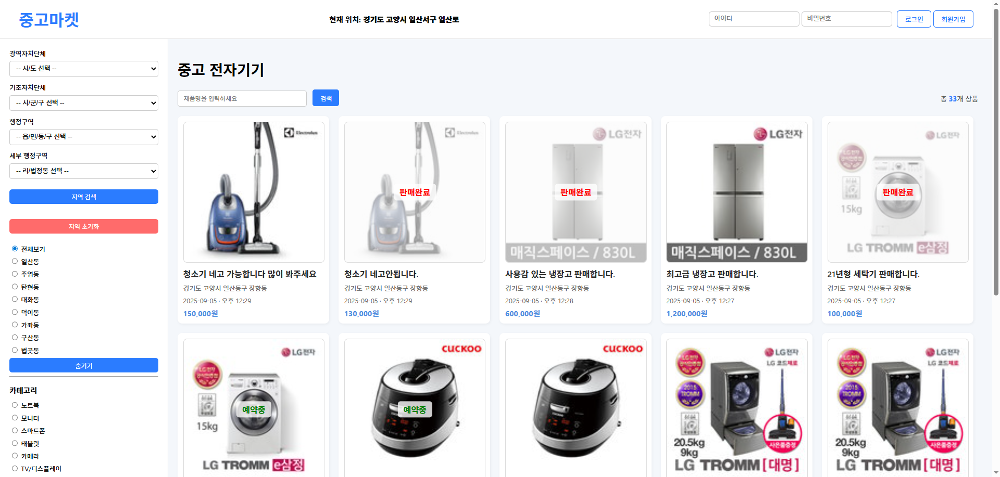 중고마켓
현재 위치: 경기도 고양시 일산서구 일산로
아이디
비밀번호
로그인
회원가입
광역자치단체
-- 시/도 선택 --
기초자치단체
-- 시/군/구 선택 --
행정구역
-- 읍/면/동/구 선택 --
세부 행정구역
-- 리/법정동 선택 --
지역 검색
지역 초기화
전체보기
일산동
주엽동
탄현동
대화동
덕이동
가좌동
구산동
법곳동
숨기기
카테고리
노트북
모니터
스마트폰
태블릿
카메라
TV/디스플레이
중고 전자기기
제품명을 입력하세요
검색
총 33개 상품
Electrolux
청소기 네고 가능합니다 많이 봐주세요
경기도 고양시 일산동구 장항동
2025-09-05 · 오후 12:29
150,000원
Electrolux
판매완료
청소기 네고안됩니다.
경기도 고양시 일산동구 장항동
2025-09-05 · 오후 12:29
130,000원
LG전자
판매완료
매직스페이스 / 830L
사용감 있는 냉장고 판매합니다.
경기도 고양시 일산동구 장항동
2025-09-05 · 오후 12:28
600,000원
LG전자
매직스페이스 / 830L
최고급 냉장고 판매합니다.
경기도 고양시 일산동구 장항동
2025-09-05 · 오후 12:27
1,200,000원
LG전자
판매완료
15kg
LG TROMM e삼정
21년형 세탁기 판매합니다.
경기도 고양시 일산동구 장항동
2025-09-05 · 오후 12:27
100,000원
LG전자
예약중
15kg
LG TROMM e삼정
CUCKOO
예약중
CUCKOO
LG전자
LG 코드제로
2015
TROMM
20.5kg
9kg
사은품증정
LG TROMM [대명]
LG전자
LG 코드제로
2015
TROMM
20.5kg
9kg
사은품증정
LG TROMM [대명]